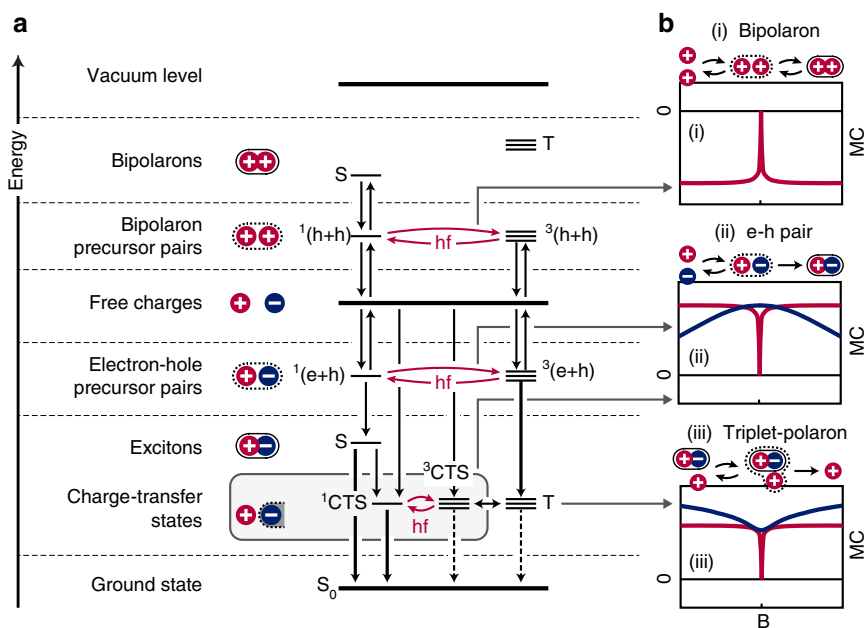 a
Energy
Vacuum level
Bipolarons
S
T
Bipolaron
precursor pairs
1(h+h)
hf
3(h+h)
Free charges
Electron-hole
precursor pairs
1(e+h)
hf
3(e+h)
Excitons
S
3CTS
Charge-transfer
states
1CTS
hf
T
Ground state
S0
b
(i) Bipolaron
0
(i)
MC
(ii) e-h pair
(ii)
0
MC
(iii) Triplet-polaron
(iii)
0
MC
B